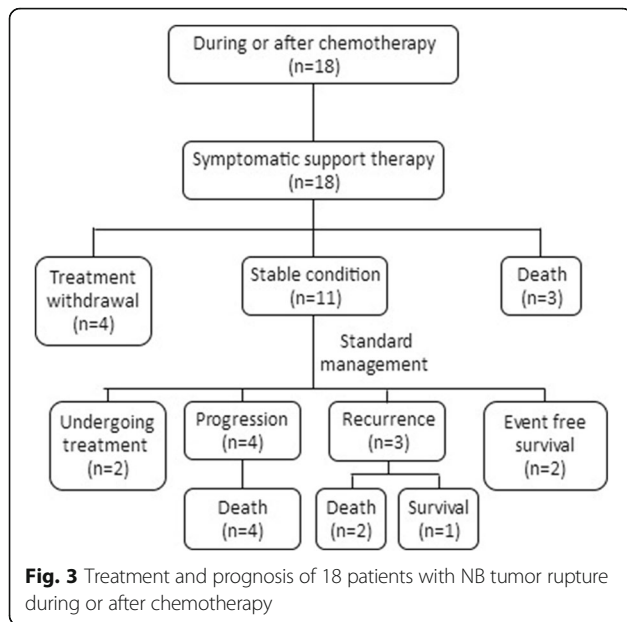 During or after chemotherapy
(n=18)
Symptomatic support therapy
(n=18)
Treatment
withdrawal
(n=4)
Stable condition
(n=11)
Death
(n=3)
Standard
management
Undergoing
treatment
(n=2)
Progression
(n=4)
Recurrence
(n=3)
Event free
survival
(n=2)
Death
(n=4)
Death
(n=2)
Survival
(n=1)
Fig. 3 Treatment and prognosis of 18 patients with NB tumor rupture
during or after chemotherapy